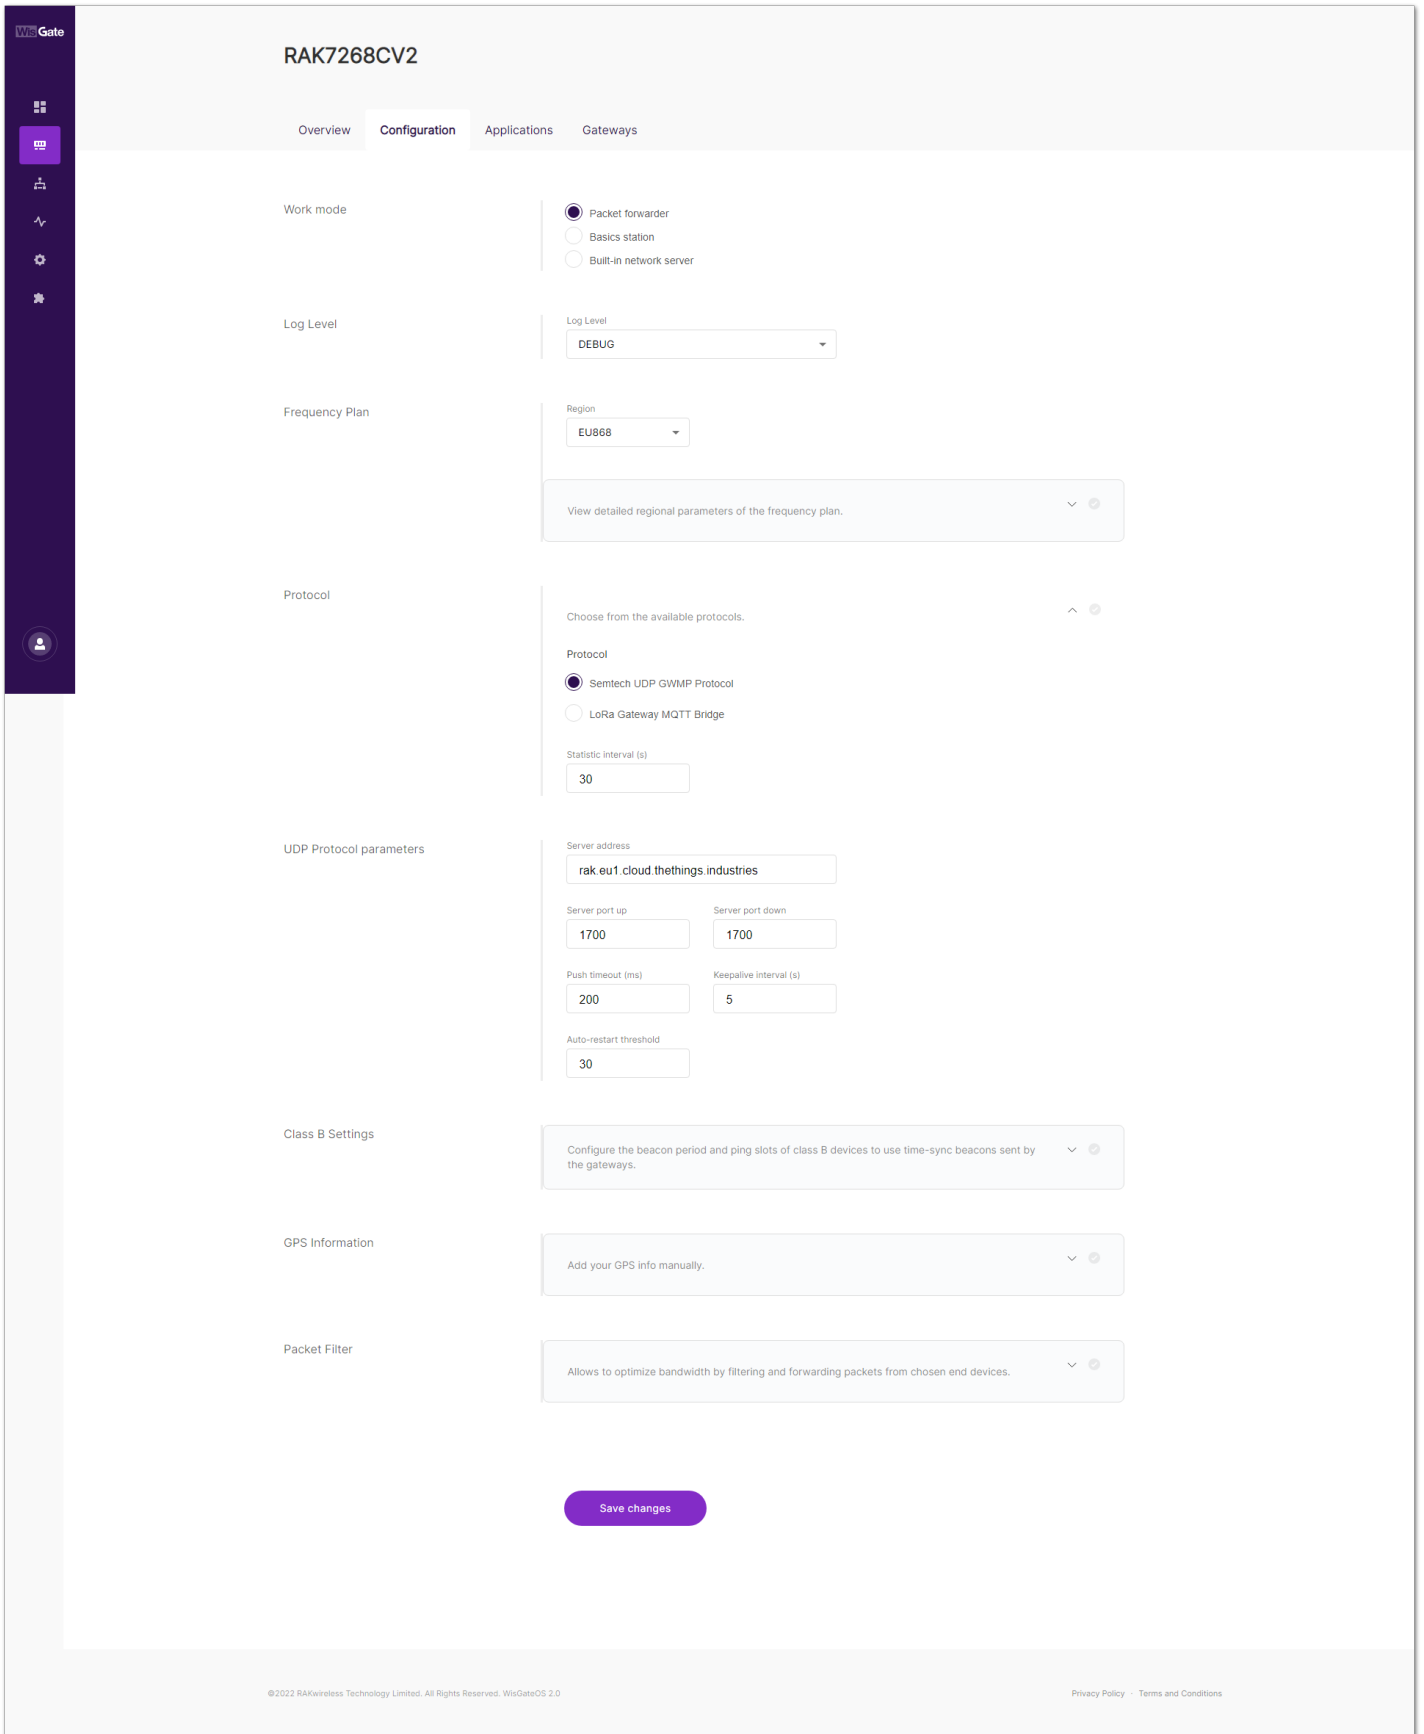 WisGate
RAK7268CV2
Overview Configuration Applications Gateways
Work mode
Packet forwarder
Basics station
Built-in network server
Log Level
Log Level
DEBUG
Frequency Plan
Region
EU868
View detailed regional parameters of the frequency plan.
Protocol
Choose from the available protocols.
Protocol
Semtech UDP GWMP Protocol
LoRa Gateway MQTT Bridge
Statistic interval (s)
30
UDP Protocol parameters
Server address
rak.eu1.cloud.thethings.industries
Server port up Server port down
1700 1700
Push timeout (ms) Keepalive interval (s)
200 5
Auto-restart threshold
30
Class B Settings
Configure the beacon period and ping slots of class B devices to use time-sync beacons sent by
the gateways.
GPS Information
Add your GPS info manually.
Packet Filter
Allows to optimize bandwidth by filtering and forwarding packets from chosen end devices.
Save changes
©2022 RAKwireless Technology Limited. All Rights Reserved. WisGateOS 2.0
Privacy Policy · Terms and Conditions